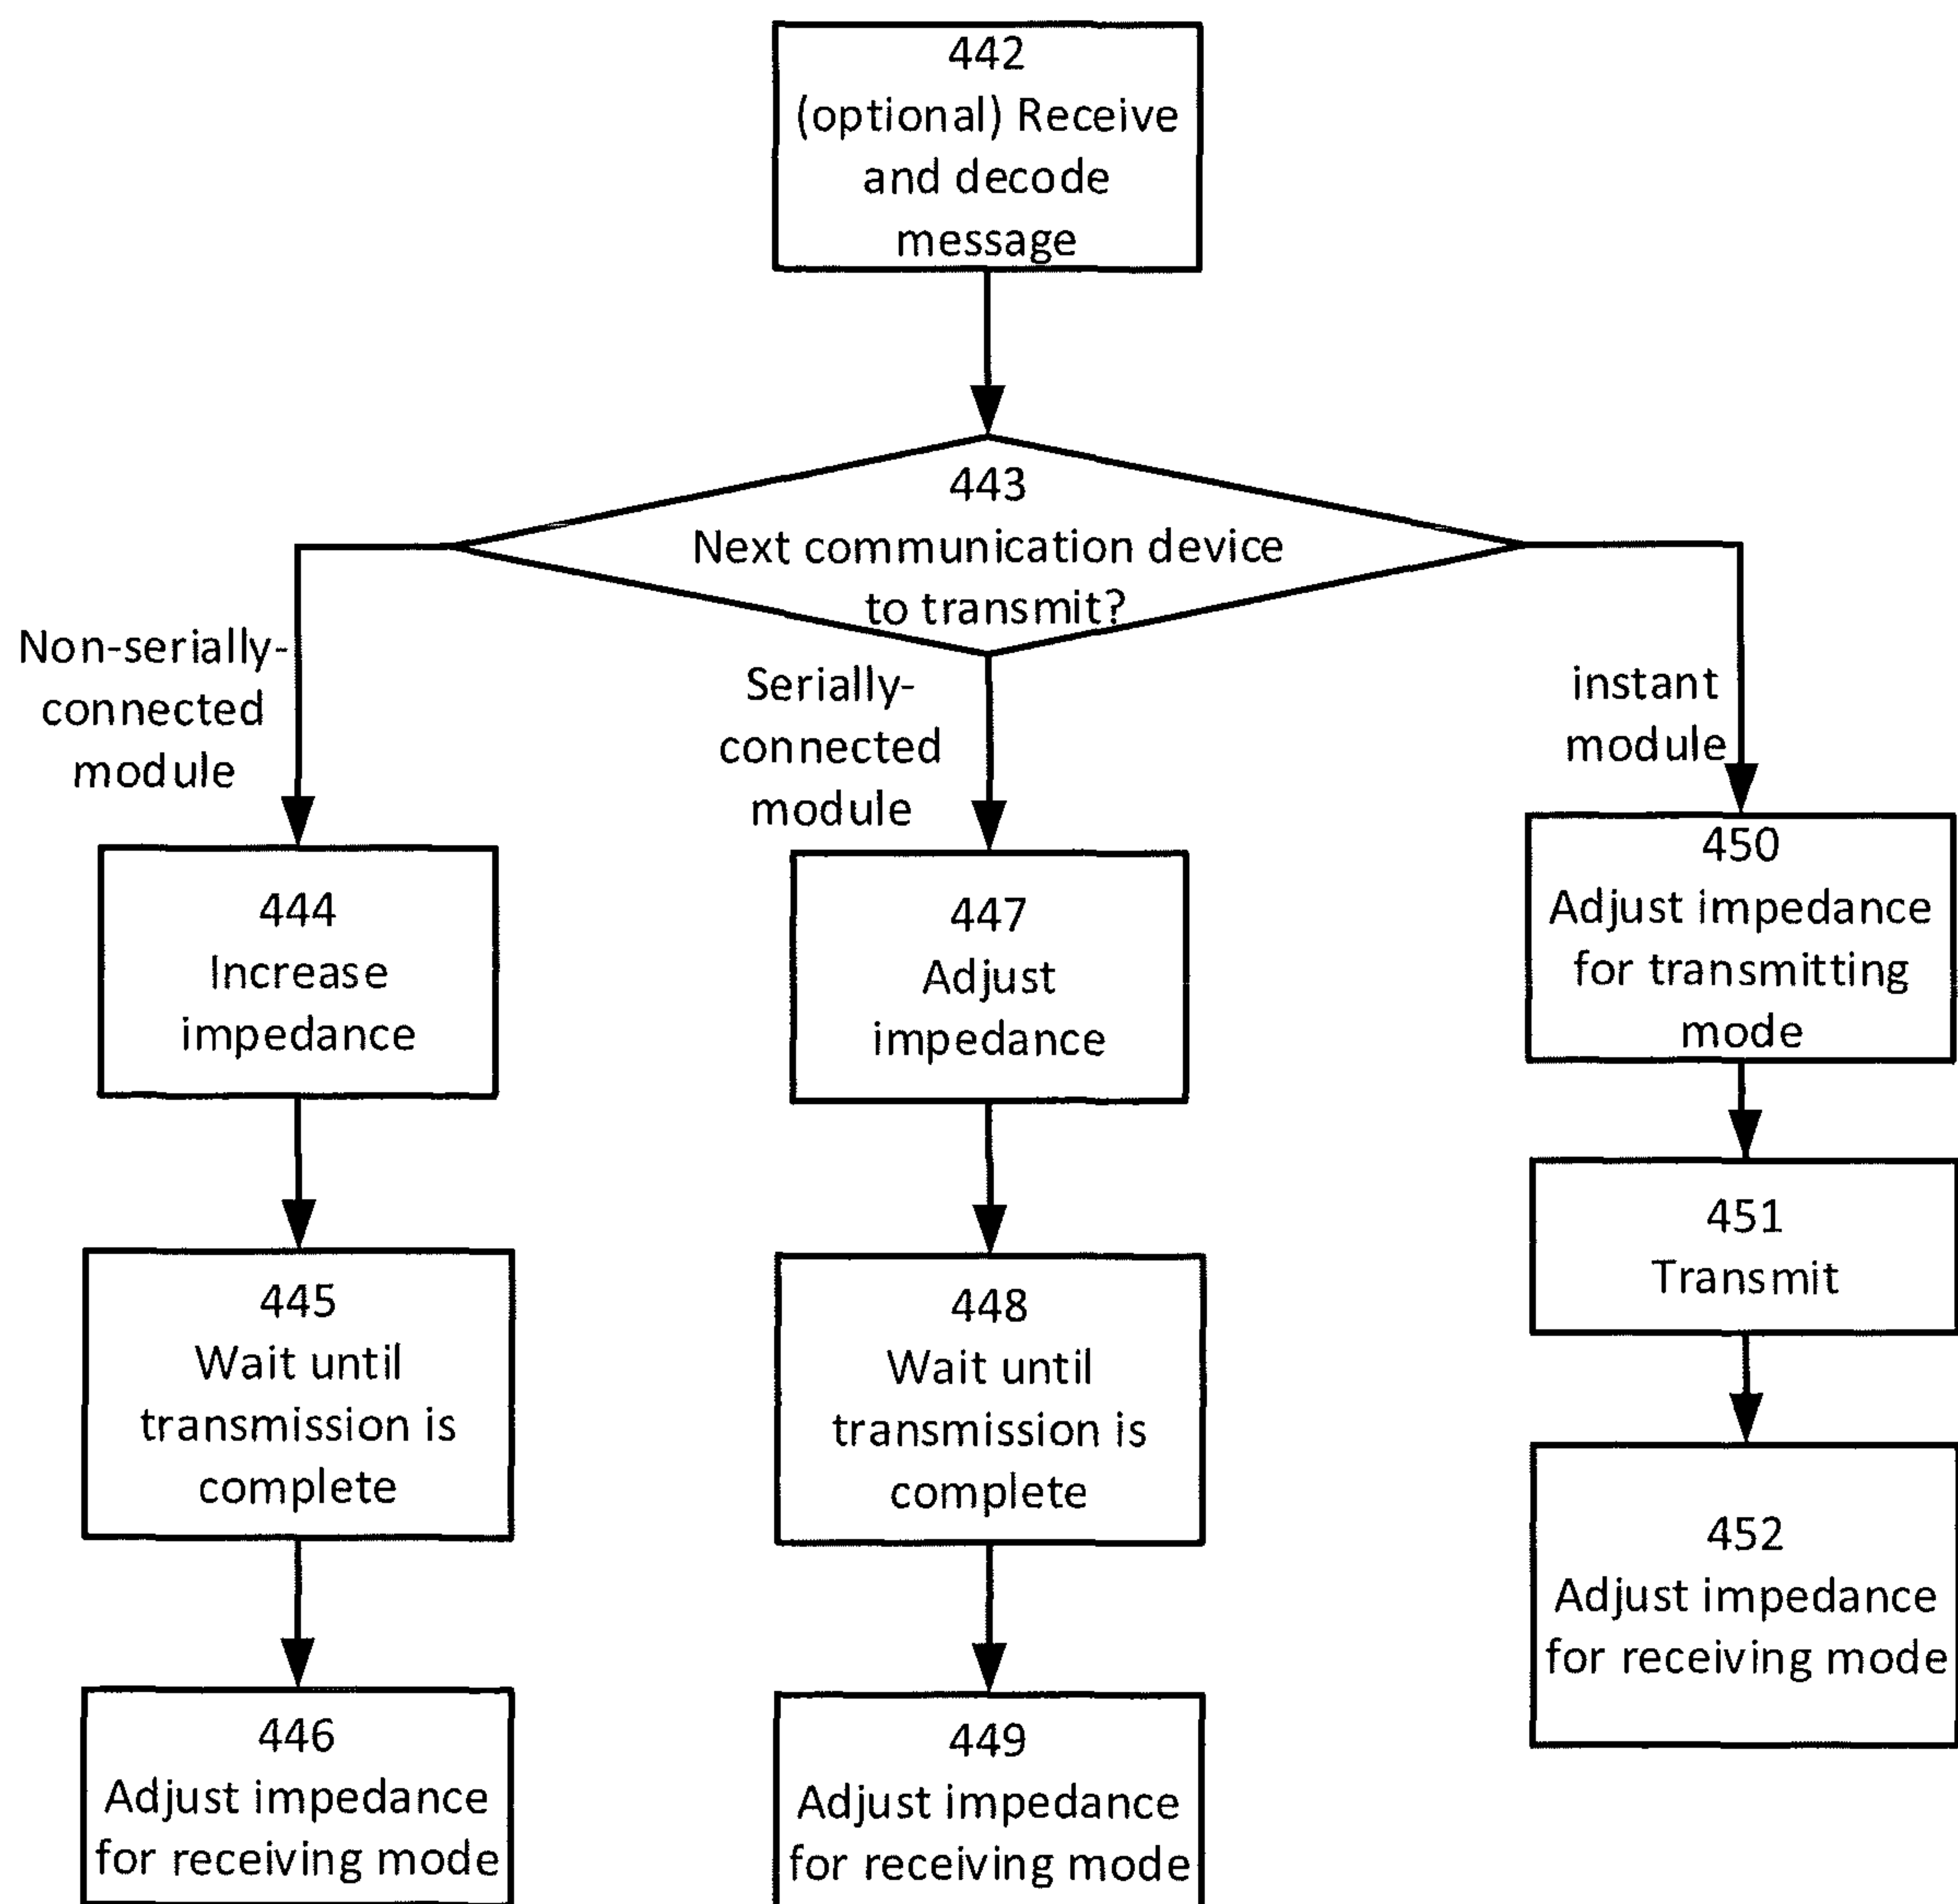 442
(optional) Receive
and decode
message
443
Next communication device
to transmit?
Non-serially-
connected
module
Serially-
connected
module
instant
module
444
Increase
impedance
447
Adjust
impedance
450
Adjust impedance
for transmitting
mode
445
Wait until
transmission is
complete
448
Wait until
transmission is
complete
451
Transmit
446
Adjust impedance
for receiving mode
449
Adjust impedance
for receiving mode
452
Adjust impedance
for receiving mode